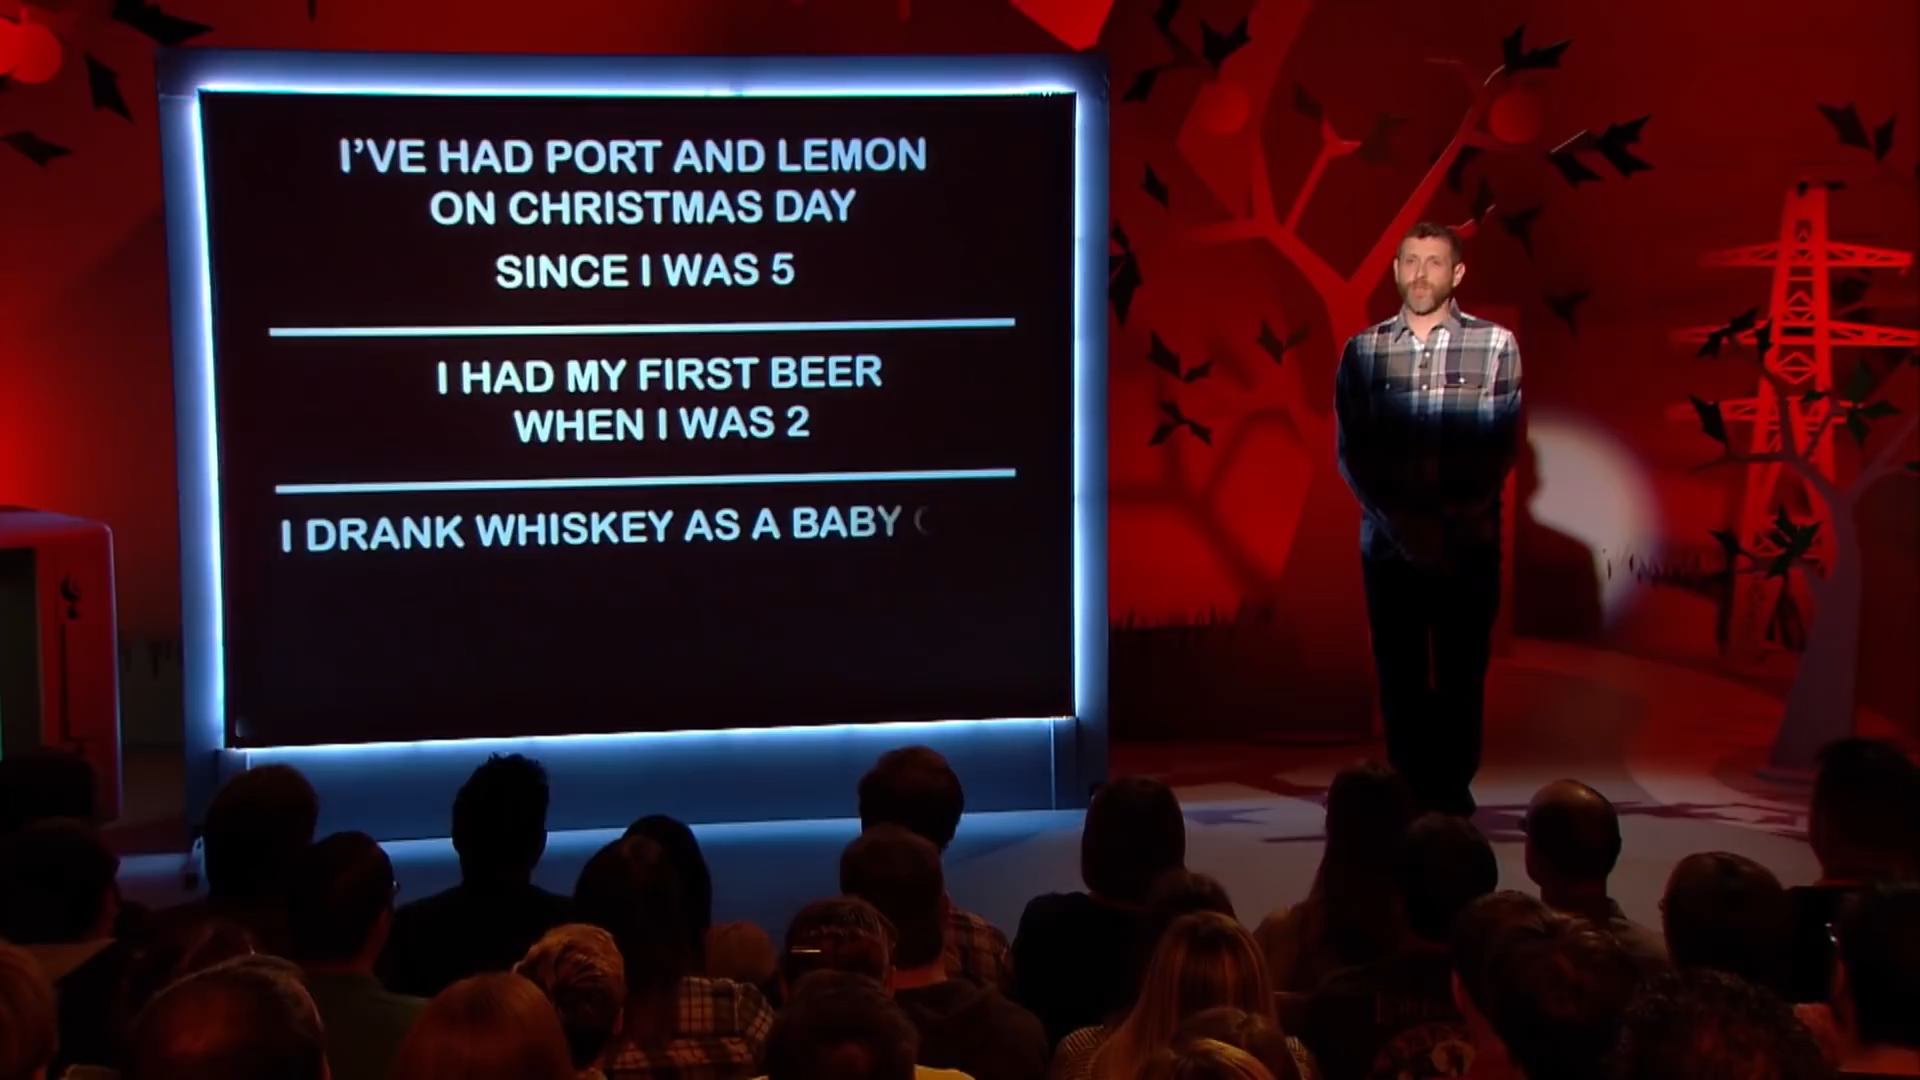 I'VE HAD PORT AND LEMON
ON CHRISTMAS DAY
SINCE I WAS 5
I HAD MY FIRST BEER
WHEN I WAS 2
I DRANK WHISKEY AS A BABY